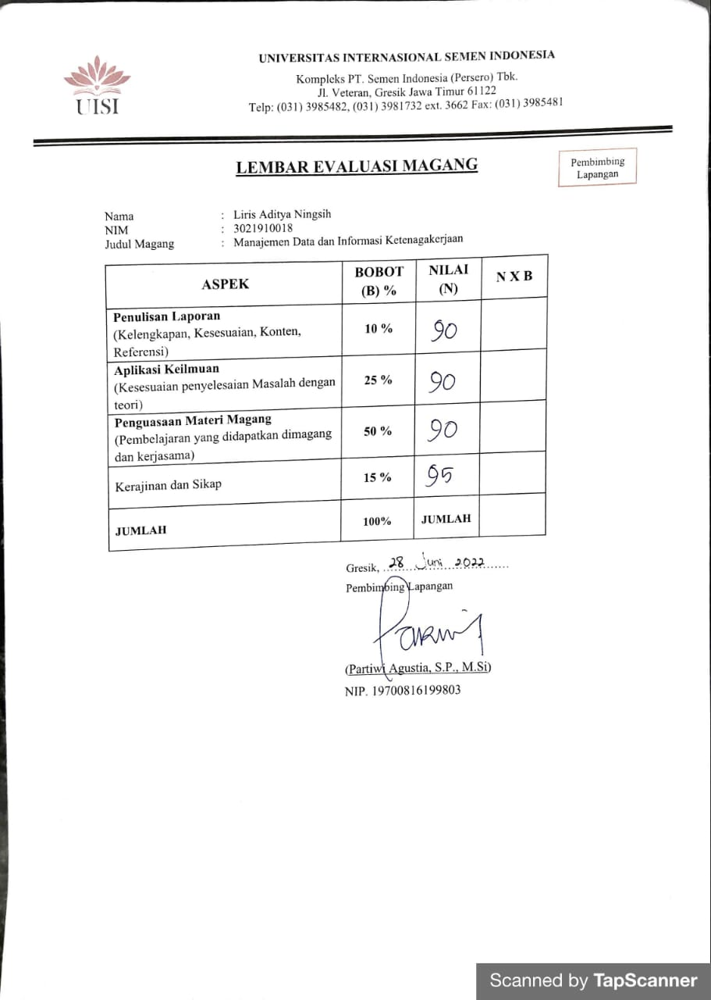 UISI
UNIVERSITAS INTERNASIONAL SEMEN INDONESIA
Kompleks PT. Semen Indonesia (Persero) Tbk.
Jl. Veteran, Gresik Jawa Timur 61122
Telp: (031) 3985482, (031) 3981732 ext. 3662 Fax: (031) 3985481
LEMBAR EVALUASI MAGANG
Pembimbing
Lapangan
Nama : Liris Aditya Ningsih
NIM : 3021910018
Judul Magang : Manajemen Data dan Informasi Ketenagakerjaan
ASPEK BOBOT (B) % NILAI (N) N X B
Penulisan Laporan
(Kelengkapan, Kesesuaian, Konten,
Referensi)
10 % 90
Aplikasi Keilmuan
(Kesesuaian penyelesaian Masalah dengan
teori)
25 % 90
Penguasaan Materi Magang
(Pembelajaran yang didapatkan dimagang
dan kerjasama)
50 % 90
Kerajinan dan Sikap 15 % 95
JUMLAH 100% JUMLAH
Gresik, 28 Juni 2022
Pembimbing Lapangan
(Partiwi Agustia, S.P., M.Si)
NIP. 19700816199803
Scanned by TapScanner